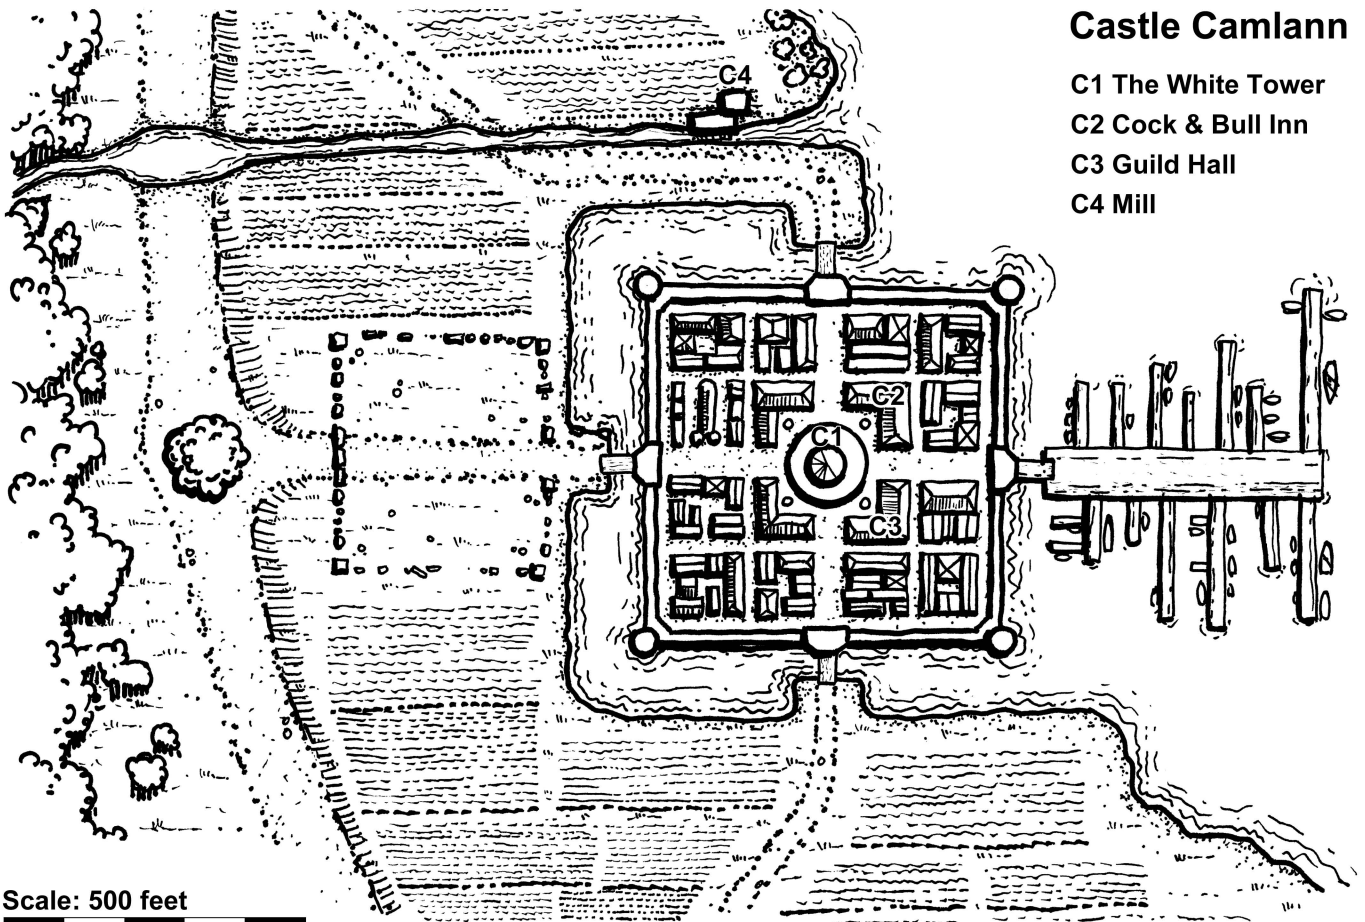 Castle Camlann
C1 The White Tower
C2 Cock & Bull Inn
C3 Guild Hall
C4 Mill
C4
C2
C1
C3
Scale: 500 feet